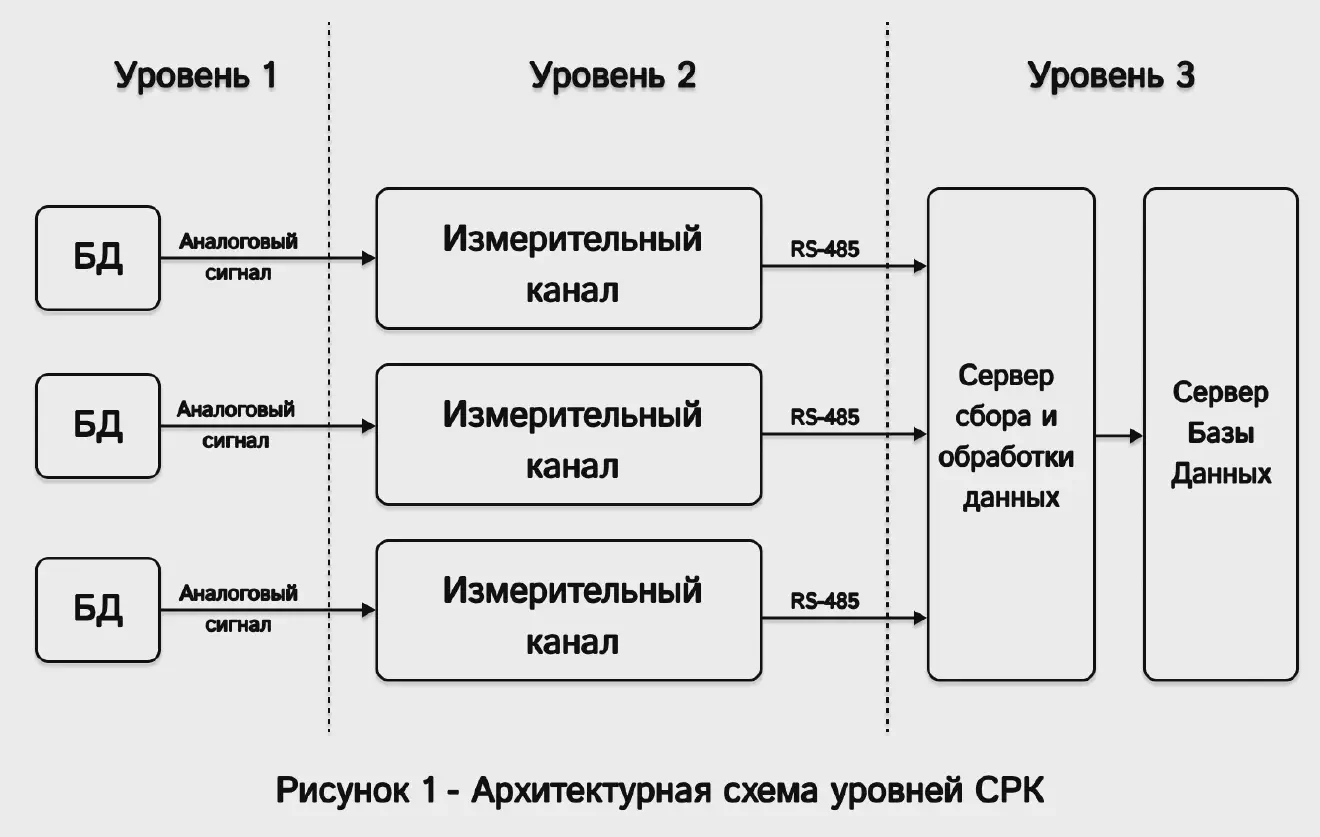 Уровень 1
Уровень 2
Уровень 3
БД
Аналоговый
сигнал
Измерительный
канал
RS-485
БД
Аналоговый
сигнал
Измерительный
канал
RS-485
БД
Аналоговый
сигнал
Измерительный
канал
RS-485
Сервер
сбора и
обработки
данных
Сервер
Базы
Данных
Рисунок 1 - Архитектурная схема уровней СРК